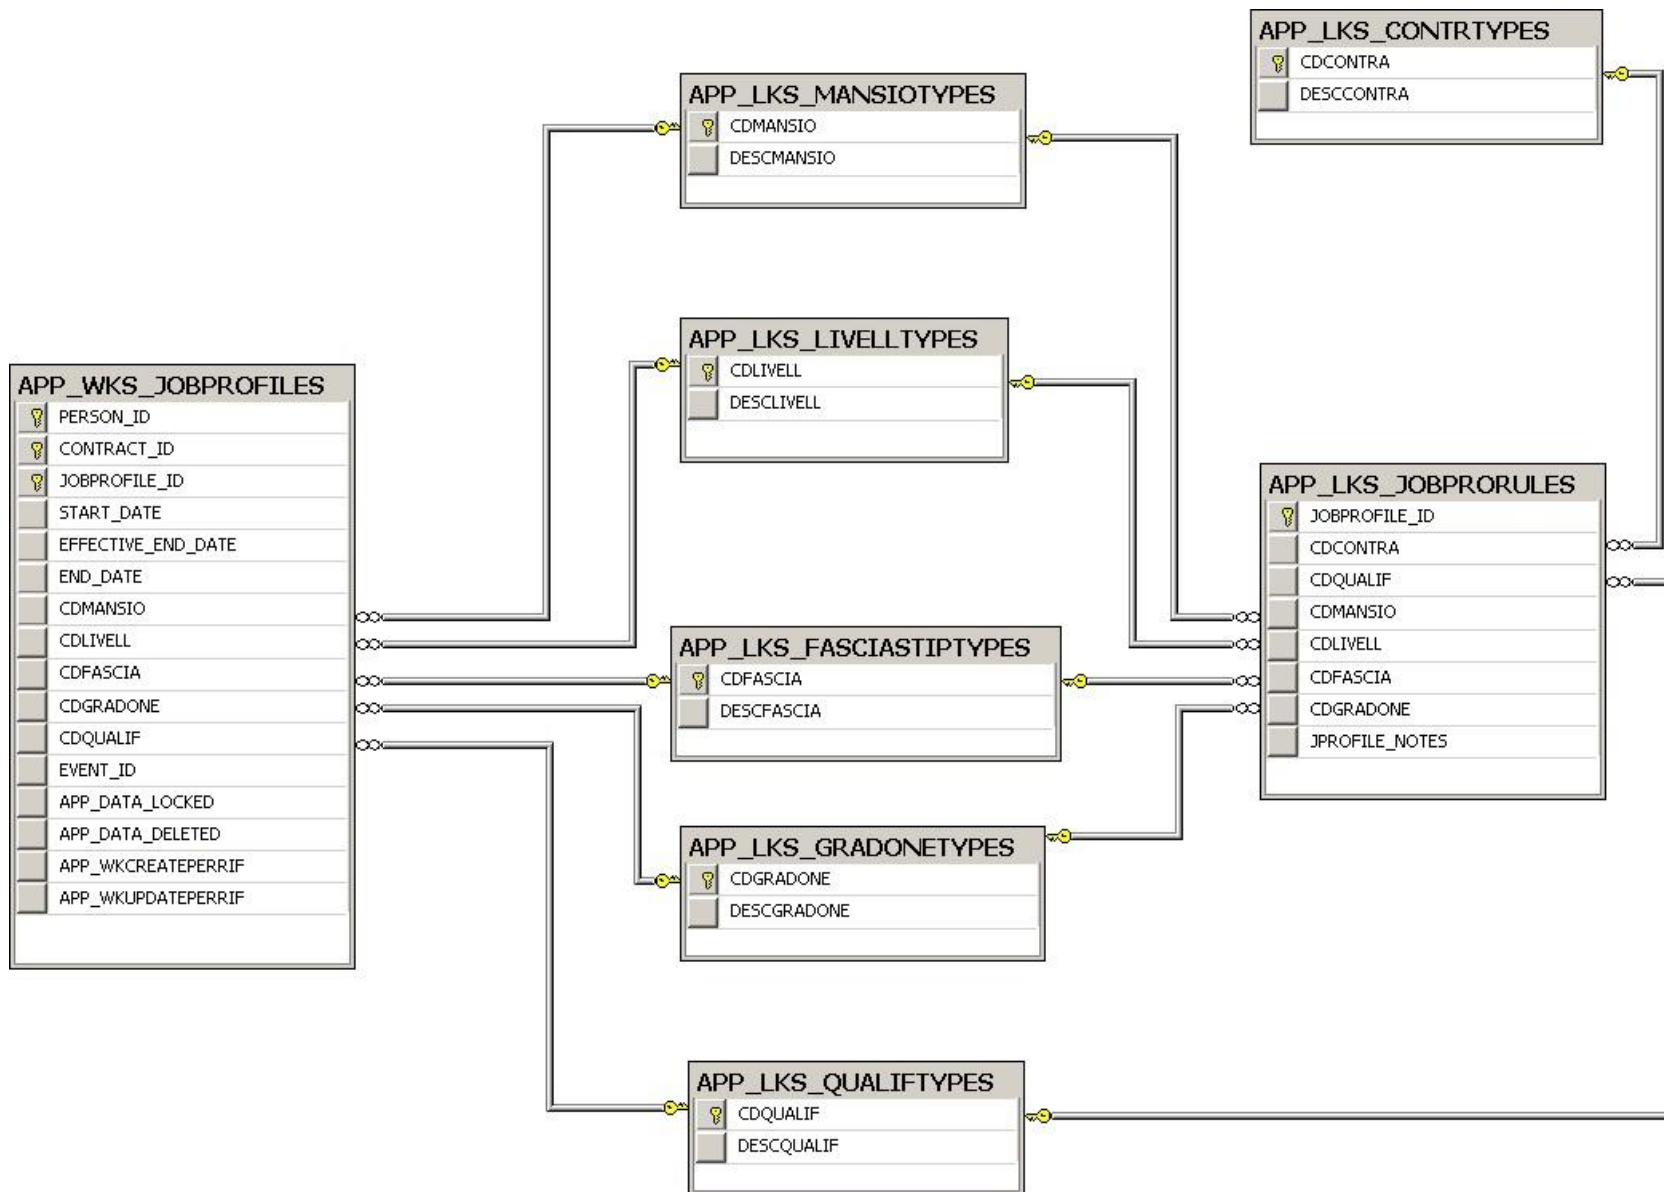 APP_LKS_CONTRTYPES
CDCONTRA
DESCCONTRA
APP_LKS_MANSIOTYPES
CDMANSIO
DESCMANSIO
APP_LKS_LIVELLTYPES
CDLIVELL
DESCLIVELL
APP_WKS_JOBPROFILES
PERSON_ID
CONTRACT_ID
JOBPROFILE_ID
START_DATE
EFFECTIVE_END_DATE
END_DATE
CDMANSIO
CDLIVELL
CDFASCIA
CDGRADONE
CDQUALIF
EVENT_ID
APP_DATA_LOCKED
APP_DATA_DELETED
APP_WKCREATEPERRIF
APP_WKUPDATEPERRIF
APP_LKS_JOBPRORULES
JOBPROFILE_ID
CDCONTRA
CDQUALIF
CDMANSIO
CDLIVELL
CDFASCIA
CDGRADONE
JPROFILE_NOTES
APP_LKS_FASCIASTIPTYPES
CDFASCIA
DESCFASCIA
APP_LKS_GRADONETYPES
CDGRADONE
DESCGRADONE
APP_LKS_QUALIFTYPES
CDQUALIF
DESCQUALIF